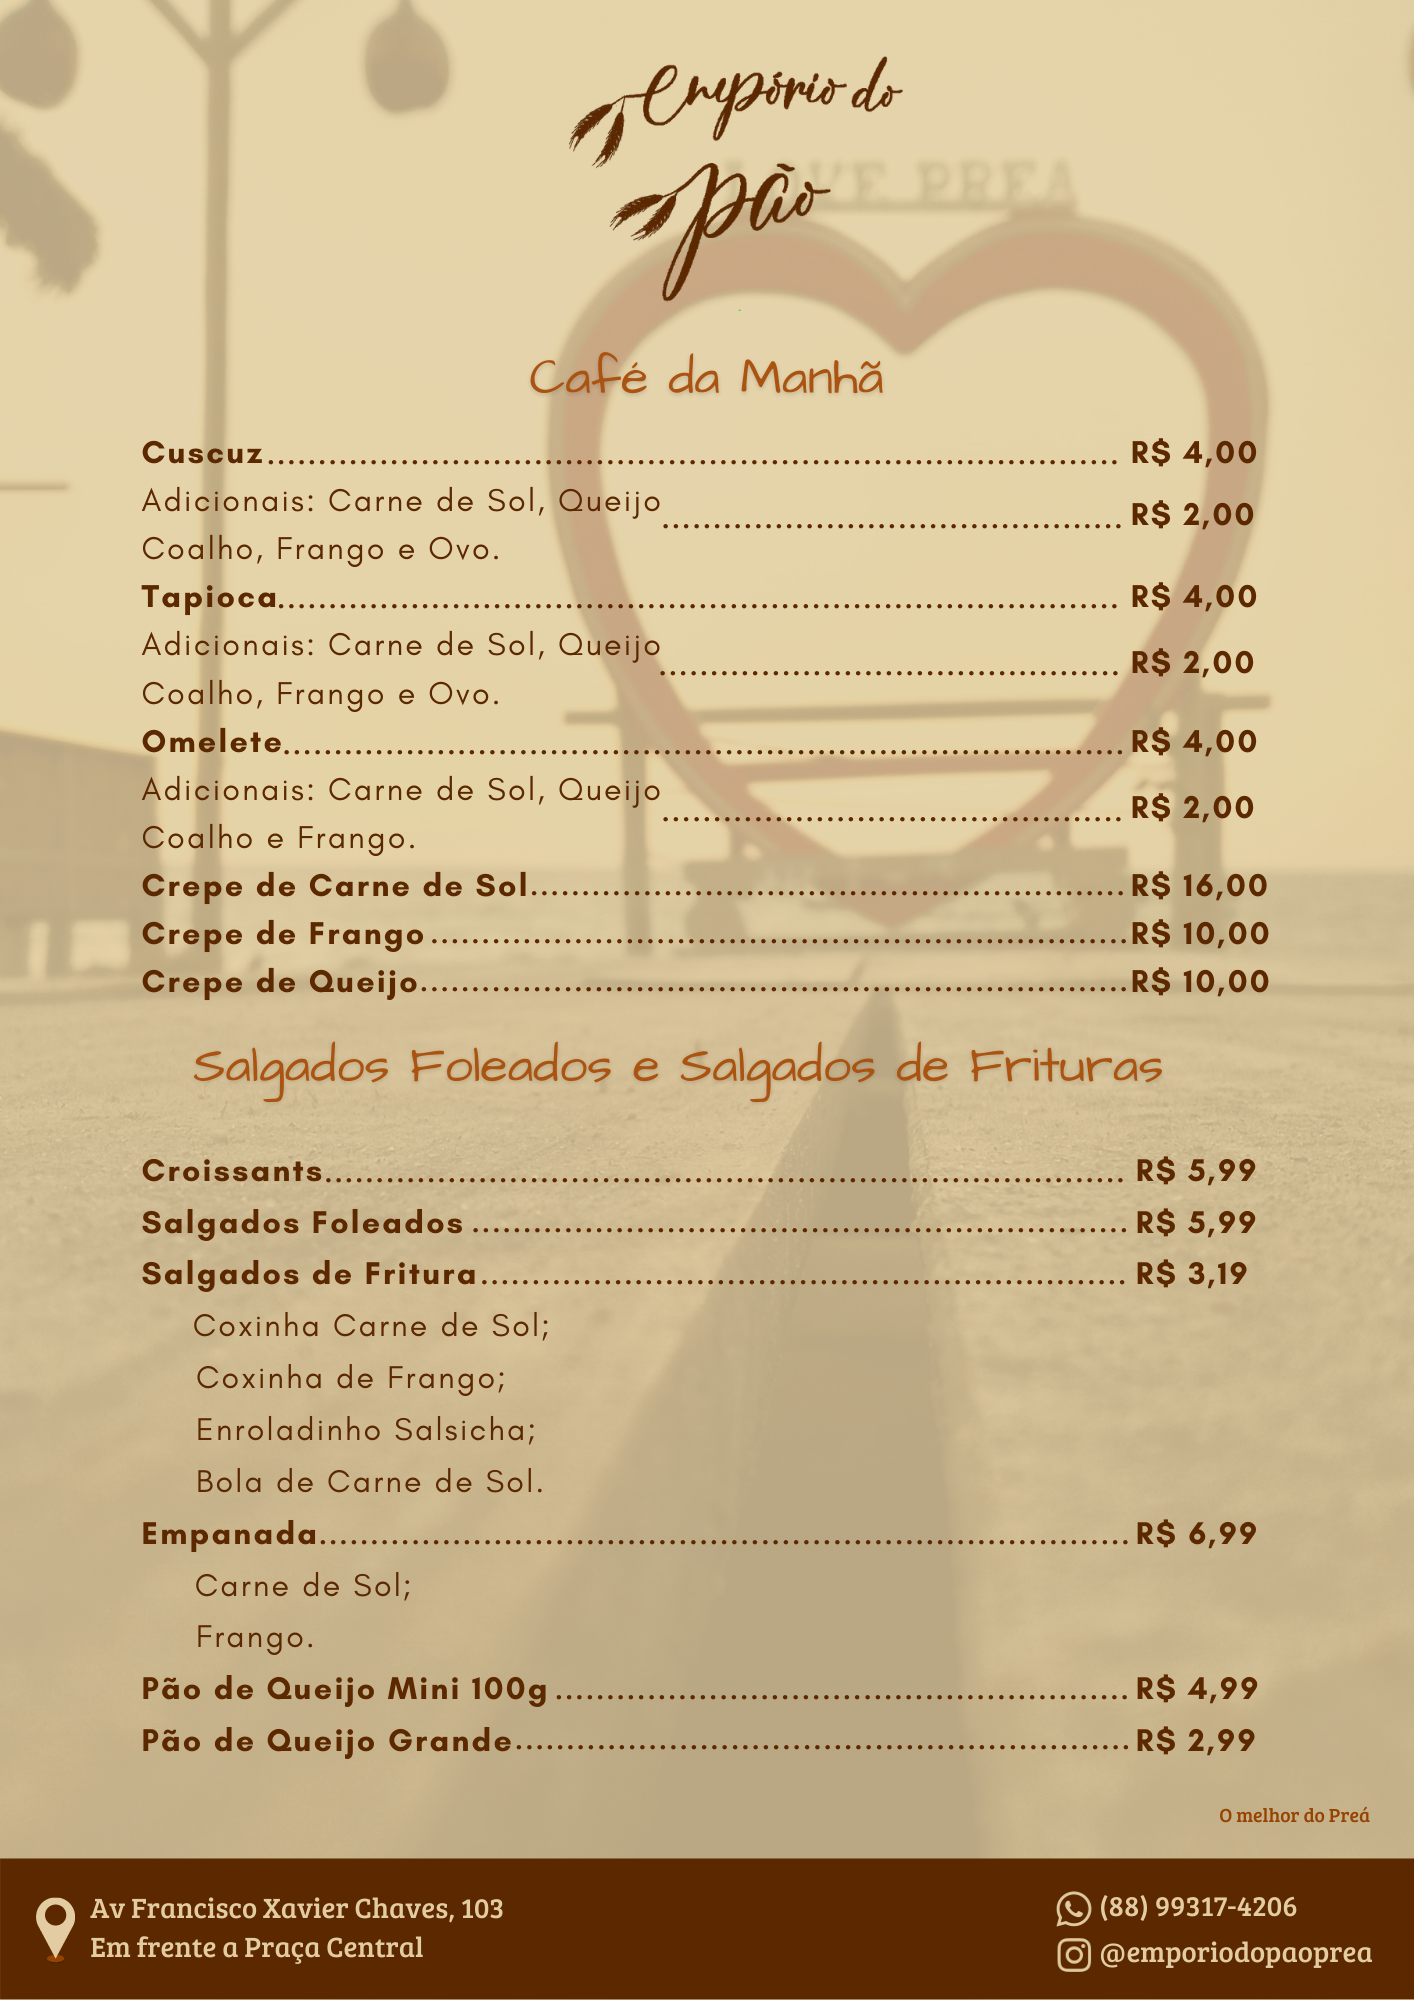 Empório do
pão
LOVE PREA
Café da Manhã
Cuscuz........................................ R$ 4,00
Adicionais: Carne de Sol, Queijo
Coalho, Frango e Ovo.
........................................ R$ 2,00
Tapioca........................................ R$ 4,00
Adicionais: Carne de Sol, Queijo
Coalho, Frango e Ovo.
........................................ R$ 2,00
Omelete........................................ R$ 4,00
Adicionais: Carne de Sol, Queijo
Coalho e Frango.
........................................ R$ 2,00
Crepe de Carne de Sol........................................R$ 16,00
Crepe de Frango ........................................R$ 10,00
Crepe de Queijo........................................R$ 10,00
Salgados Foleados e Salgados de Frituras
Croissants........................................ R$ 5,99
Salgados Foleados ........................................ R$ 5,99
Salgados de Fritura........................................ R$ 3,19
Coxinha Carne de Sol;
Coxinha de Frango;
Enroladinho Salsicha;
Bola de Carne de Sol.
Empanada........................................ R$ 6,99
Carne de Sol;
Frango.
Pão de Queijo Mini 100g ........................................ R$ 4,99
Pão de Queijo Grande........................................ R$ 2,99
O melhor do Preá
Av Francisco Xavier Chaves, 103
Em frente a Praça Central
(88) 99317-4206
@emporiodopaoprea